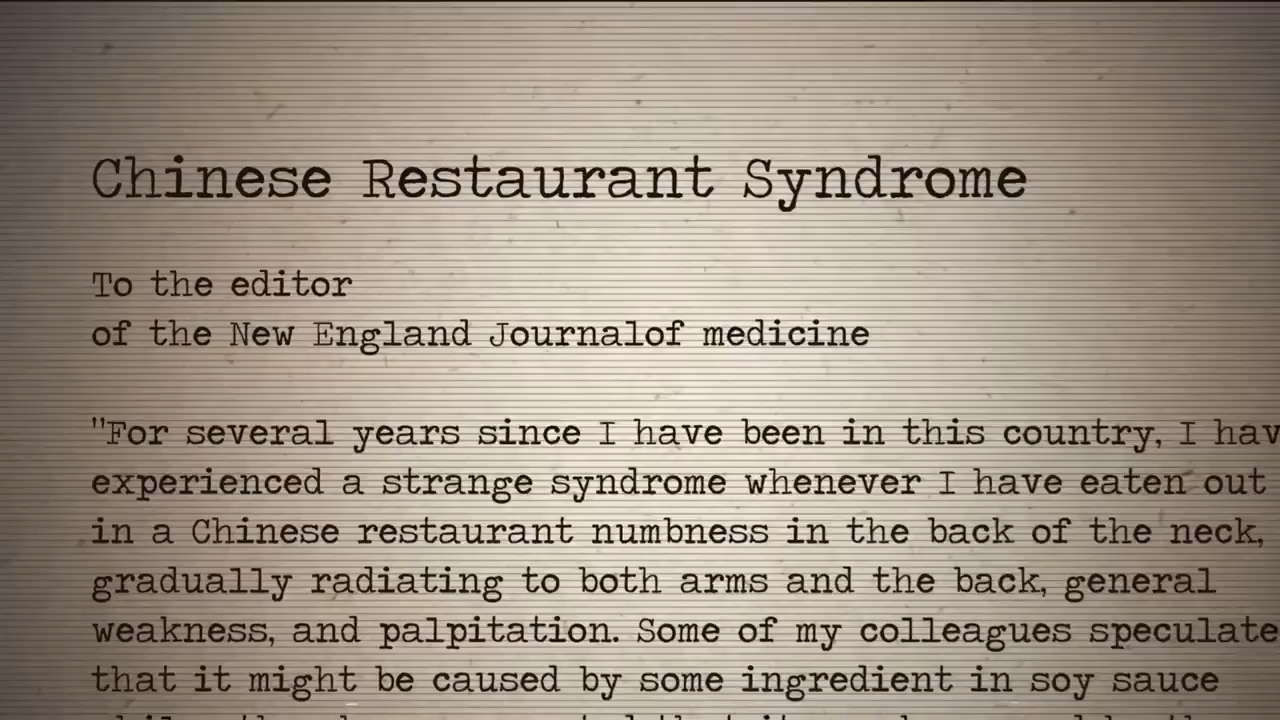 Chinese Restaurant Syndrome
To the editor
of the New England Journalof medicine
"For several years since I have been in this country, I hav
experienced a strange syndrome whenever I have eaten out
in a Chinese restaurant numbness in the back of the neck,
gradually radiating to both arms and the back, general
weakness, and palpitation. Some of my colleagues speculate
that it might be caused by some ingredient in soy sauce